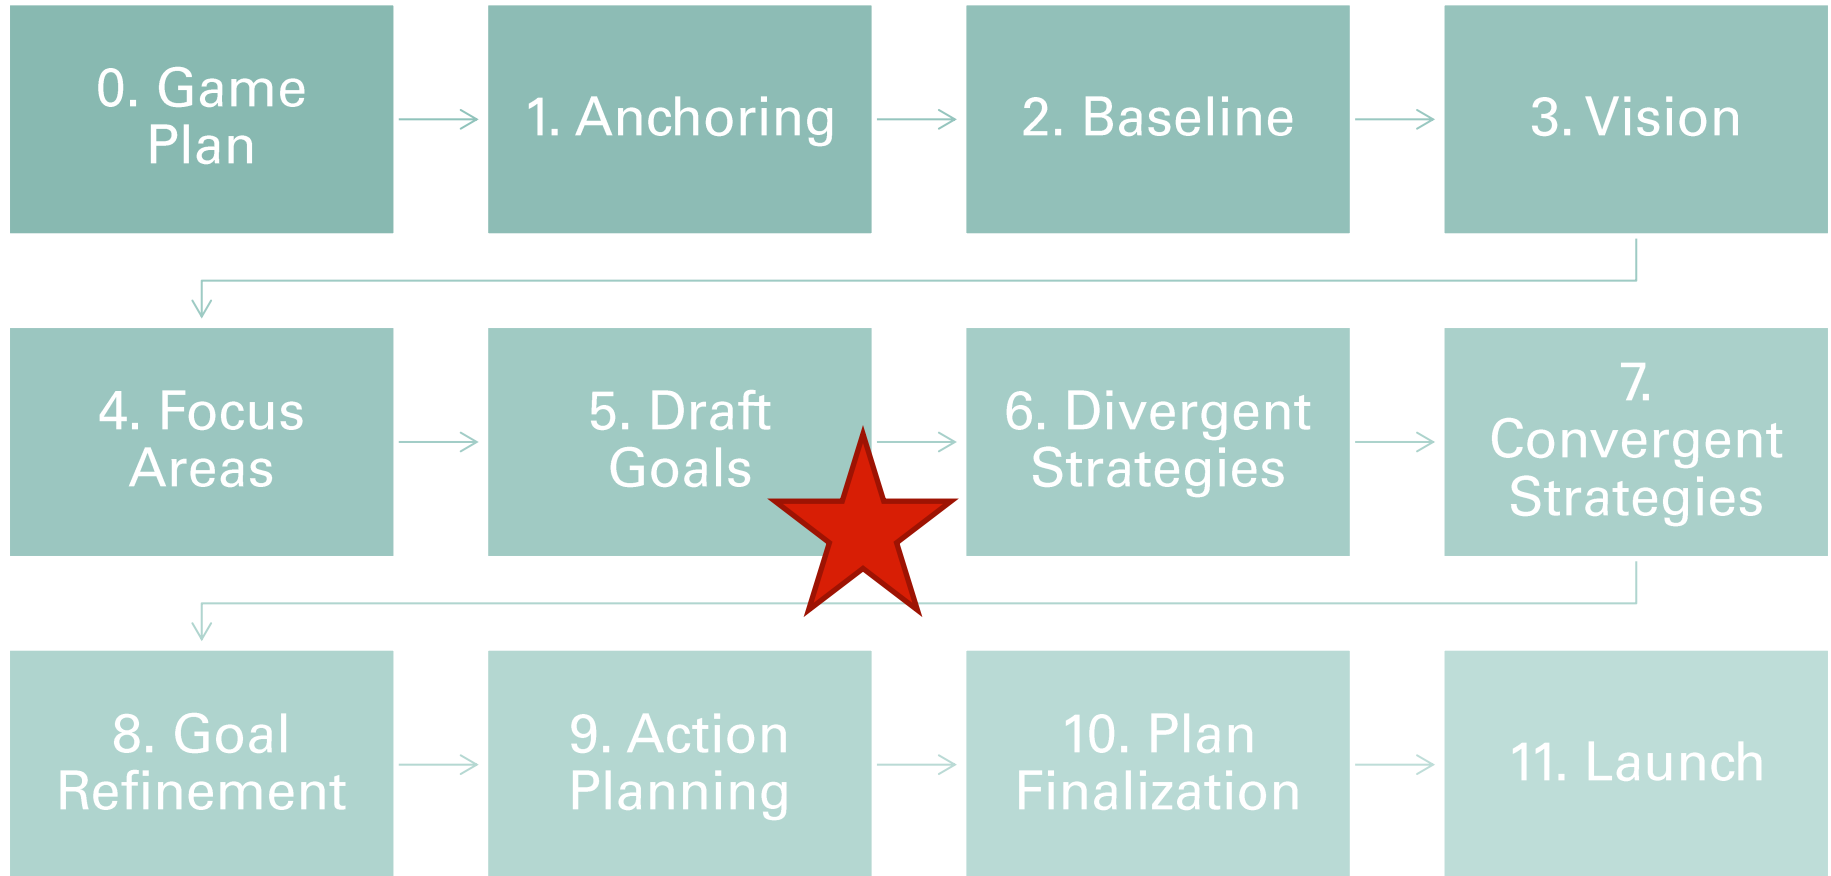 0. Game
Plan
1. Anchoring
2. Baseline
3. Vision
4. Focus
Areas
5. Draft
Goals
6. Divergent
Strategies
7.
Convergent
Strategies
8. Goal
Refinement
9. Action
Planning
10. Plan
Finalization
11. Launch